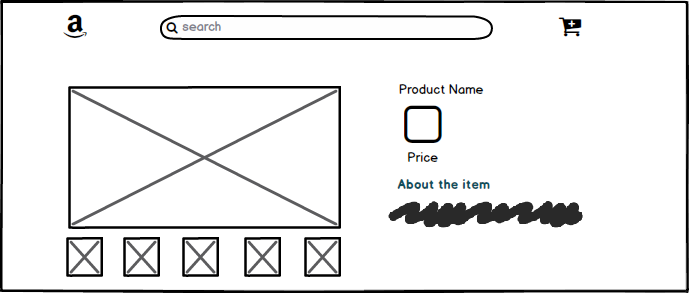 a
search
Product Name
Price
About the item